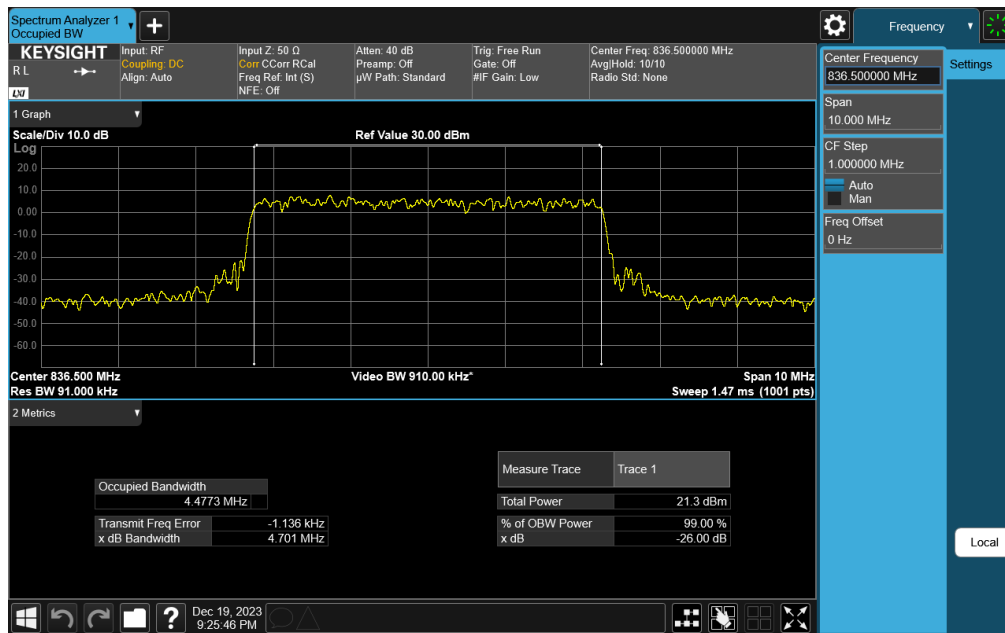 Spectrum Analyzer 1
Occupied BW
Frequency
KEYSIGHT
R L
LXI
Input: RF
Coupling: DC
Align: Auto
Input Z: 50 Ω
Corr CCorr RCal
Freq Ref: Int (S)
NFE: Off
Atten: 40 dB
Preamp: Off
µW Path: Standard
Trig: Free Run
Gate: Off
#IF Gain: Low
Center Freq: 836.500000 MHz
Avg|Hold: 10/10
Radio Std: None
Center Frequency
836.500000 MHz
Settings
Span
10.000 MHz
CF Step
1.000000 MHz
Auto
Man
Freq Offset
0 Hz
Local
1 Graph
Scale/Div 10.0 dB
Ref Value 30.00 dBm
Log
20.0
10.0
0.00
-10.0
-20.0
-30.0
-40.0
-50.0
-60.0
Center 836.500 MHz
Video BW 910.00 kHz*
Span 10 MHz
Res BW 91.000 kHz
Sweep 1.47 ms (1001 pts)
2 Metrics
Occupied Bandwidth
4.4773 MHz
Transmit Freq Error -1.136 kHz
x dB Bandwidth 4.701 MHz
Measure Trace Trace 1
Total Power 21.3 dBm
% of OBW Power 99.00 %
x dB -26.00 dB
?
Dec 19, 2023
9:25:46 PM